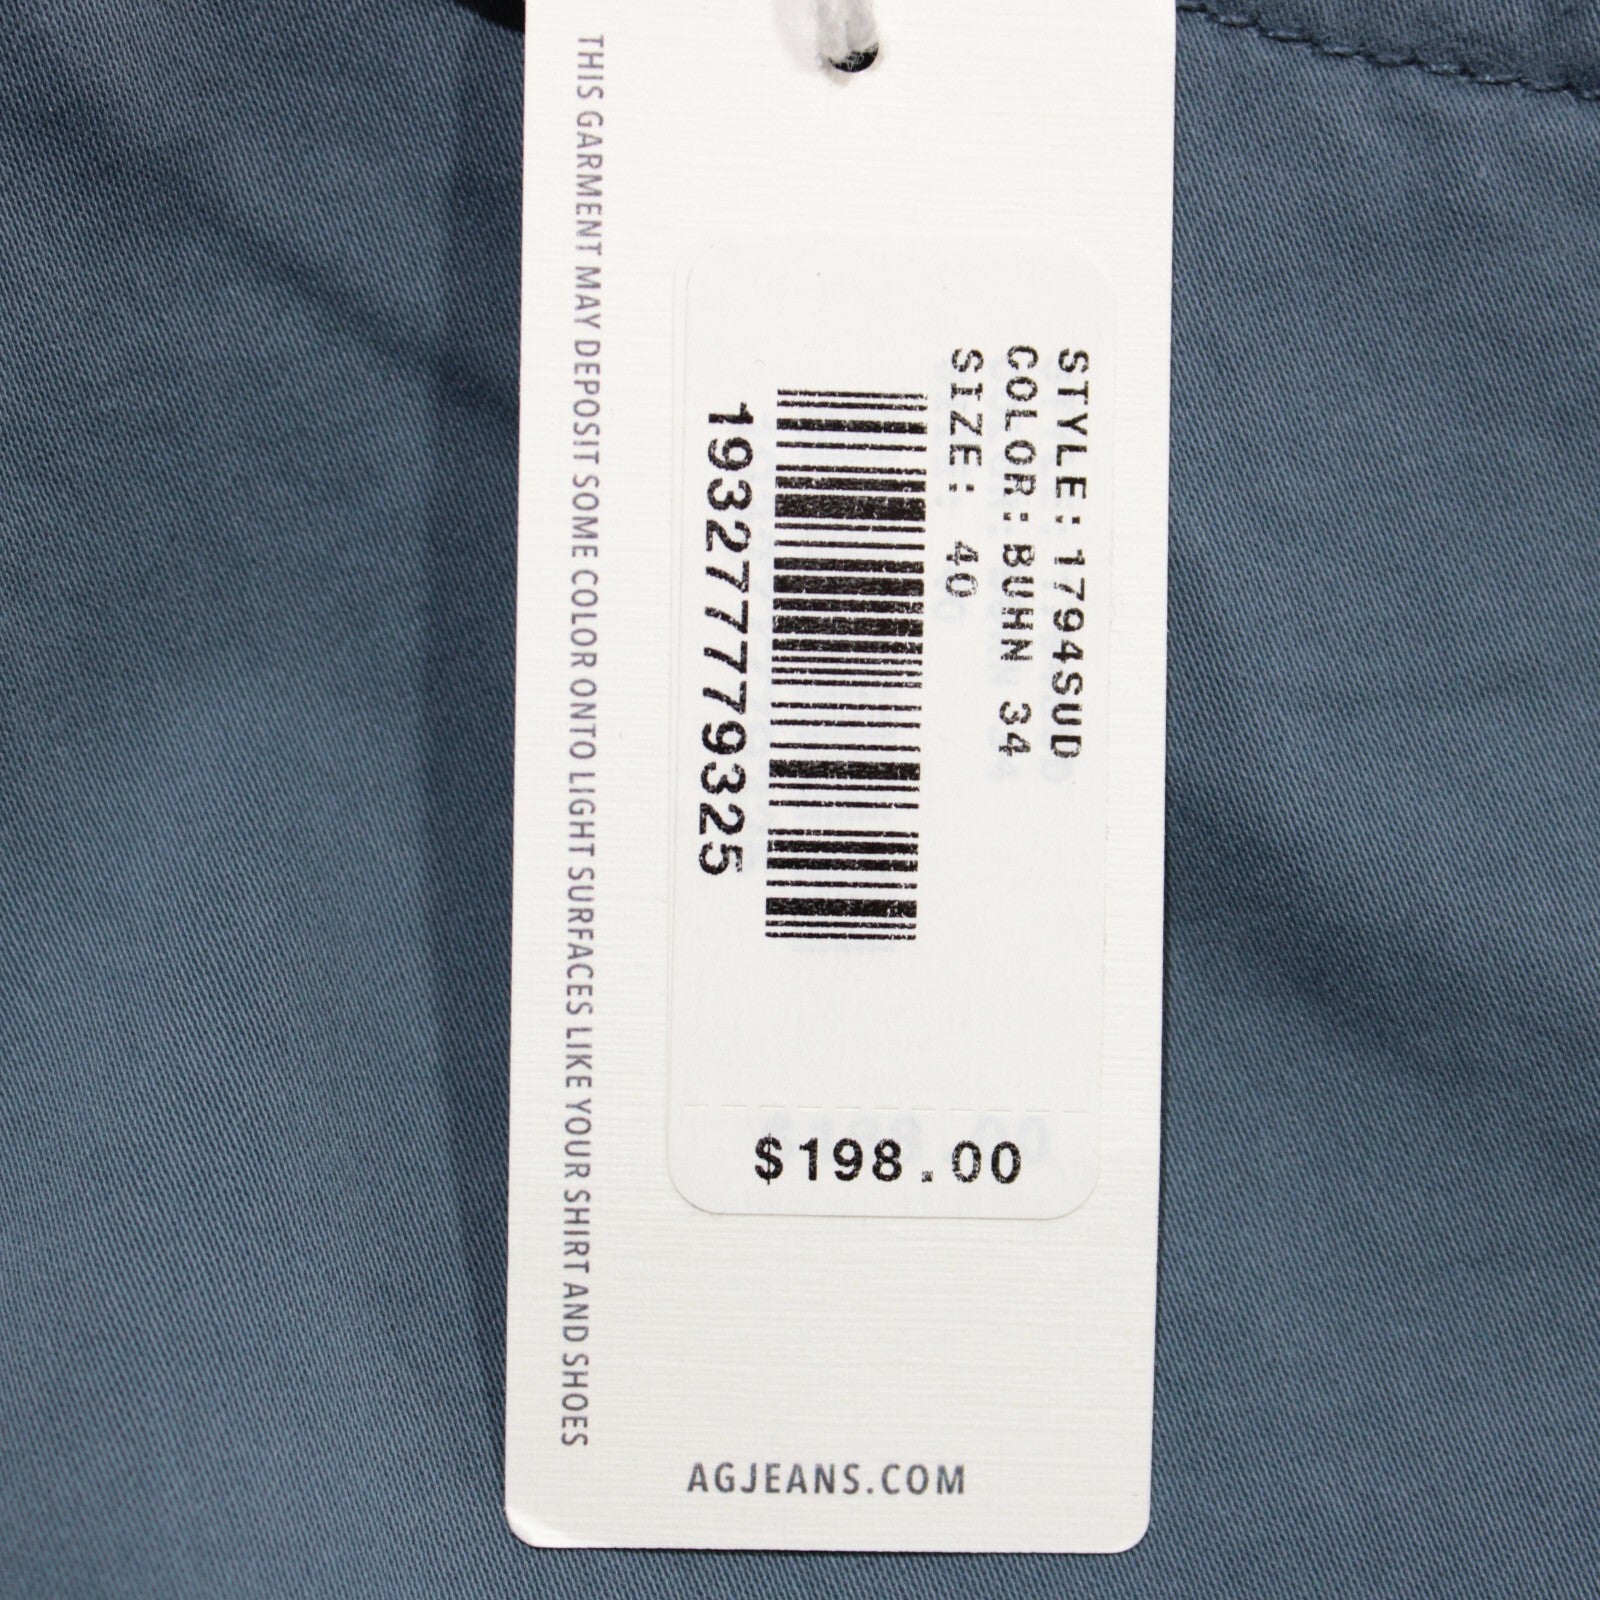 STYLE:1794SUD
COLOR:BUHN 34
SIZE: 40
193277779325
$198.00
THIS GARMENT MAY DEPOSIT SOME COLOR ONTO LIGHT SURFACES LIKE YOUR SHIRT AND SHOES
AGJEANS.COM